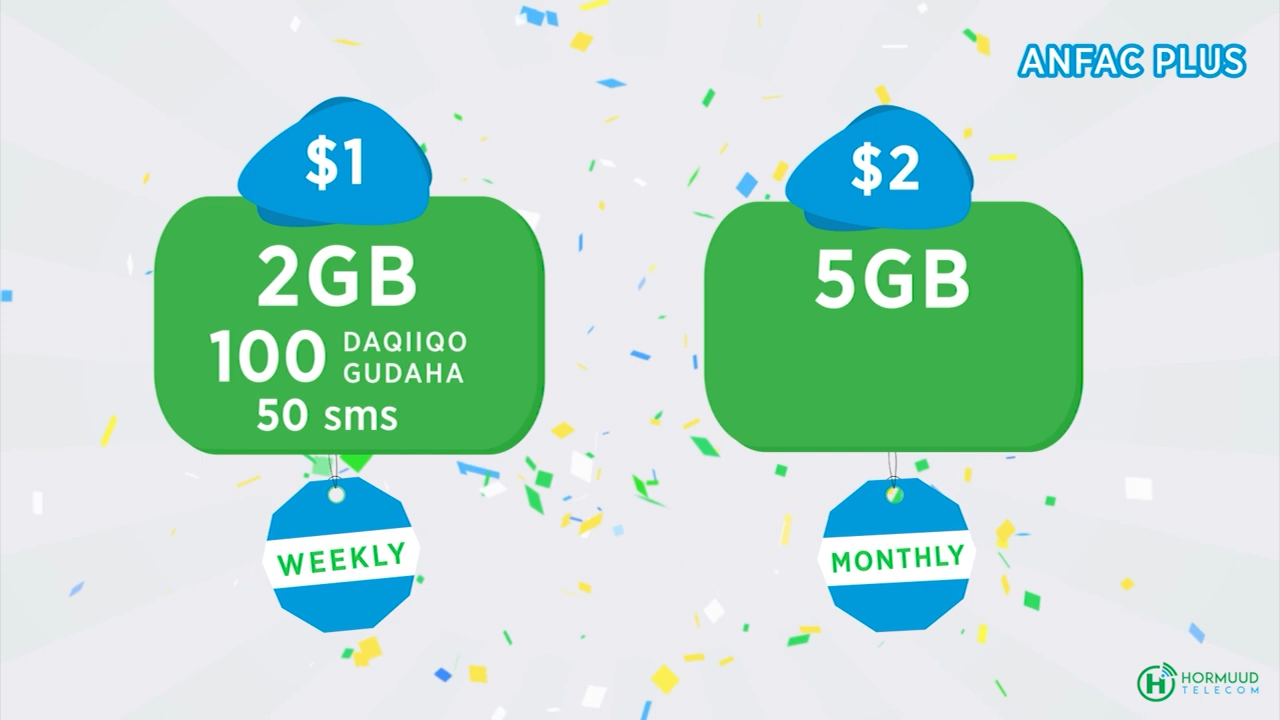 ANFAC PLUS
$1
2GB
100 DAQIIQO
GUDAHA
50 sms
WEEKLY
$2
5GB
MONTHLY
HORMUUD
TELECOM